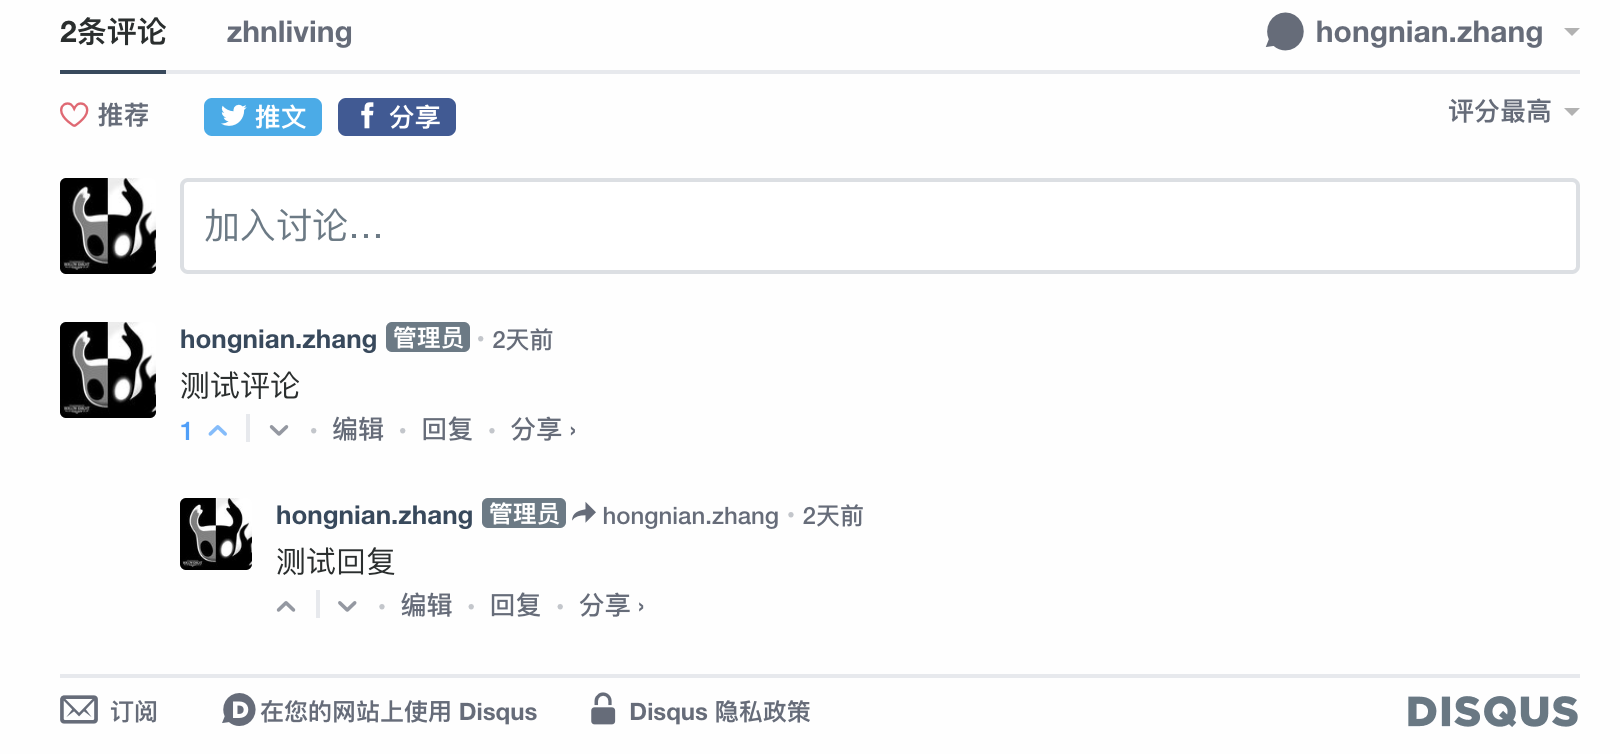 2条评论 zhnliving hongnian.zhang
推荐 推文 分享 评分最高
加入讨论...
hongnian.zhang 管理员 • 2天前
测试评论
1 • 编辑 • 回复 • 分享 ›
hongnian.zhang 管理员 hongnian.zhang • 2天前
测试回复
• 编辑 • 回复 • 分享 ›
订阅 D 在您的网站上使用 Disqus Disqus 隐私政策 DISQUS